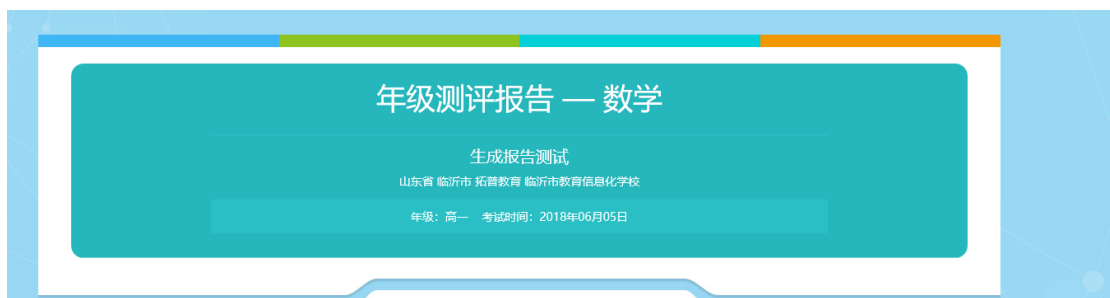 年级测评报告 — 数学
生成报告测试
山东省 临沂市 拓普教育 临沂市教育信息化学校
年级：高一 考试时间：2018年06月05日